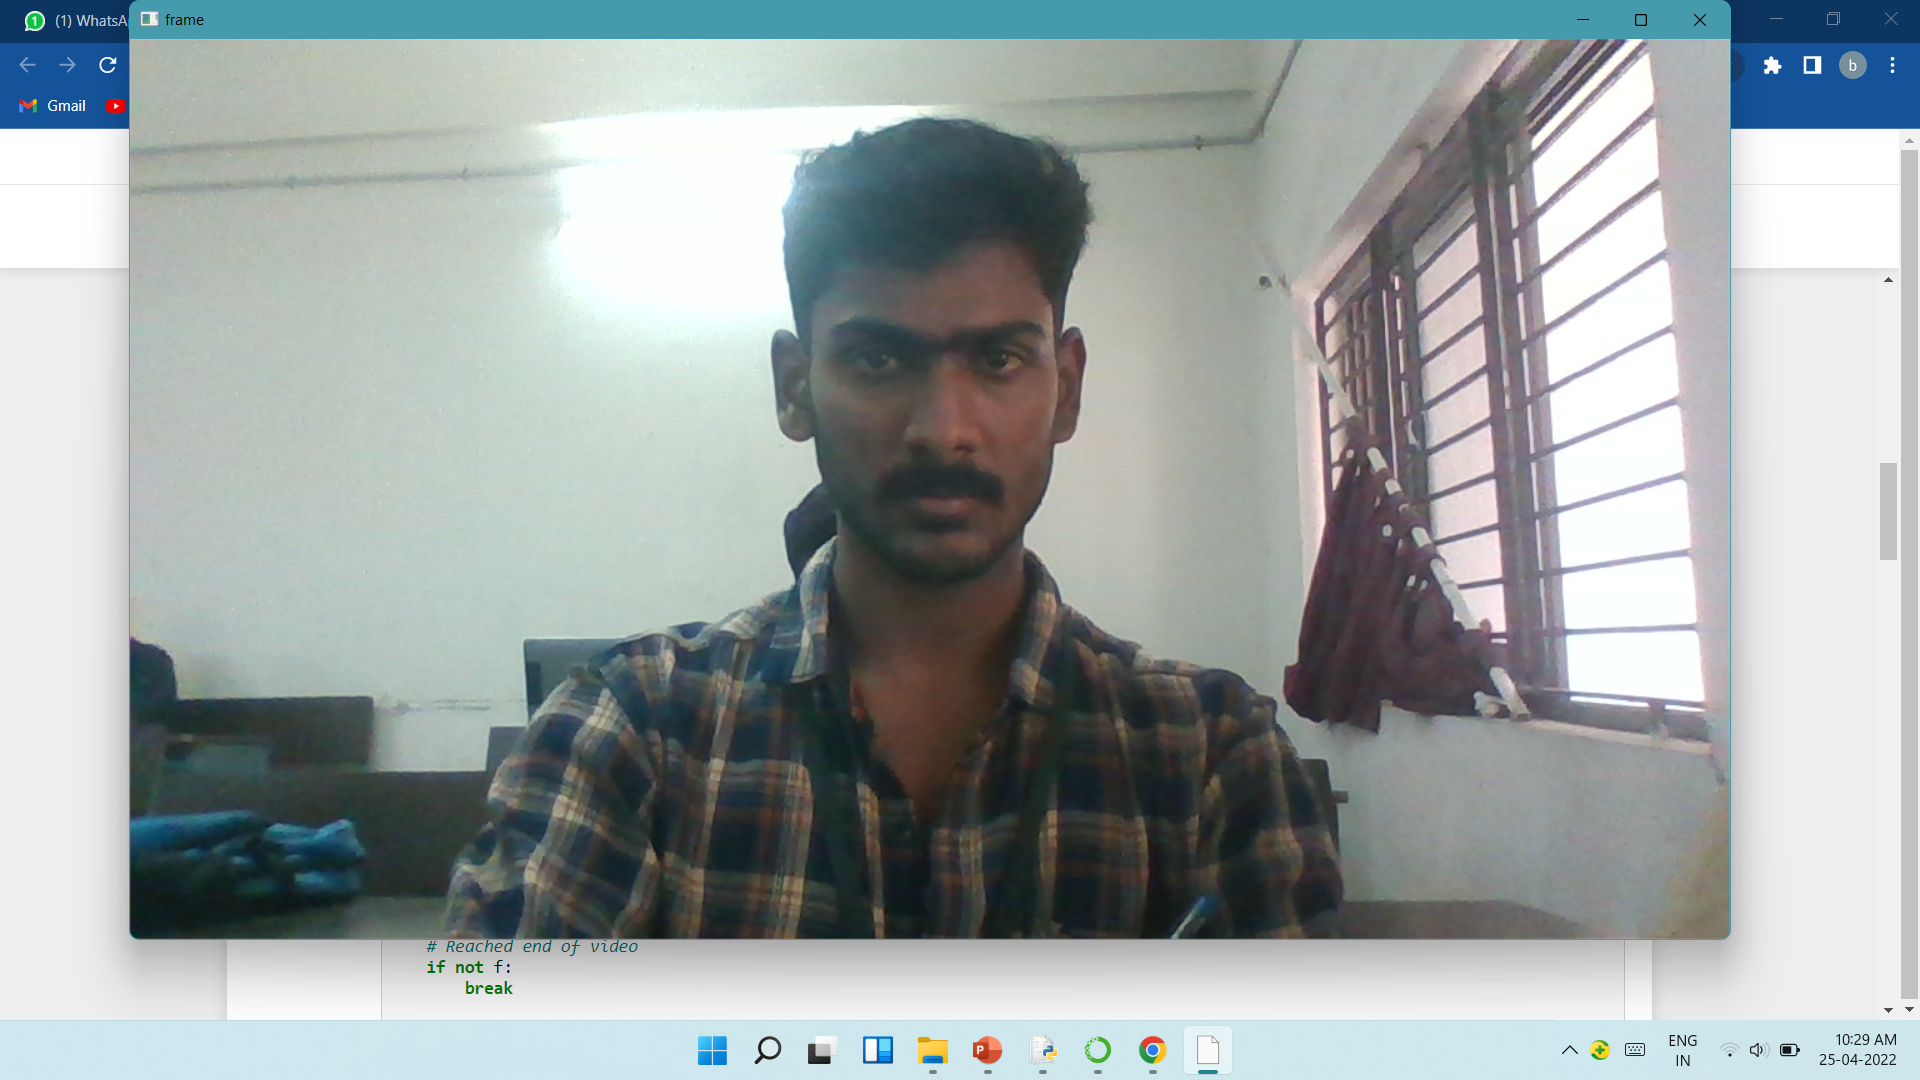 (1) WhatsA
frame
b
Gmail
# Reached end of video
if not f:
break
P
ENG
IN
10:29 AM
25-04-2022